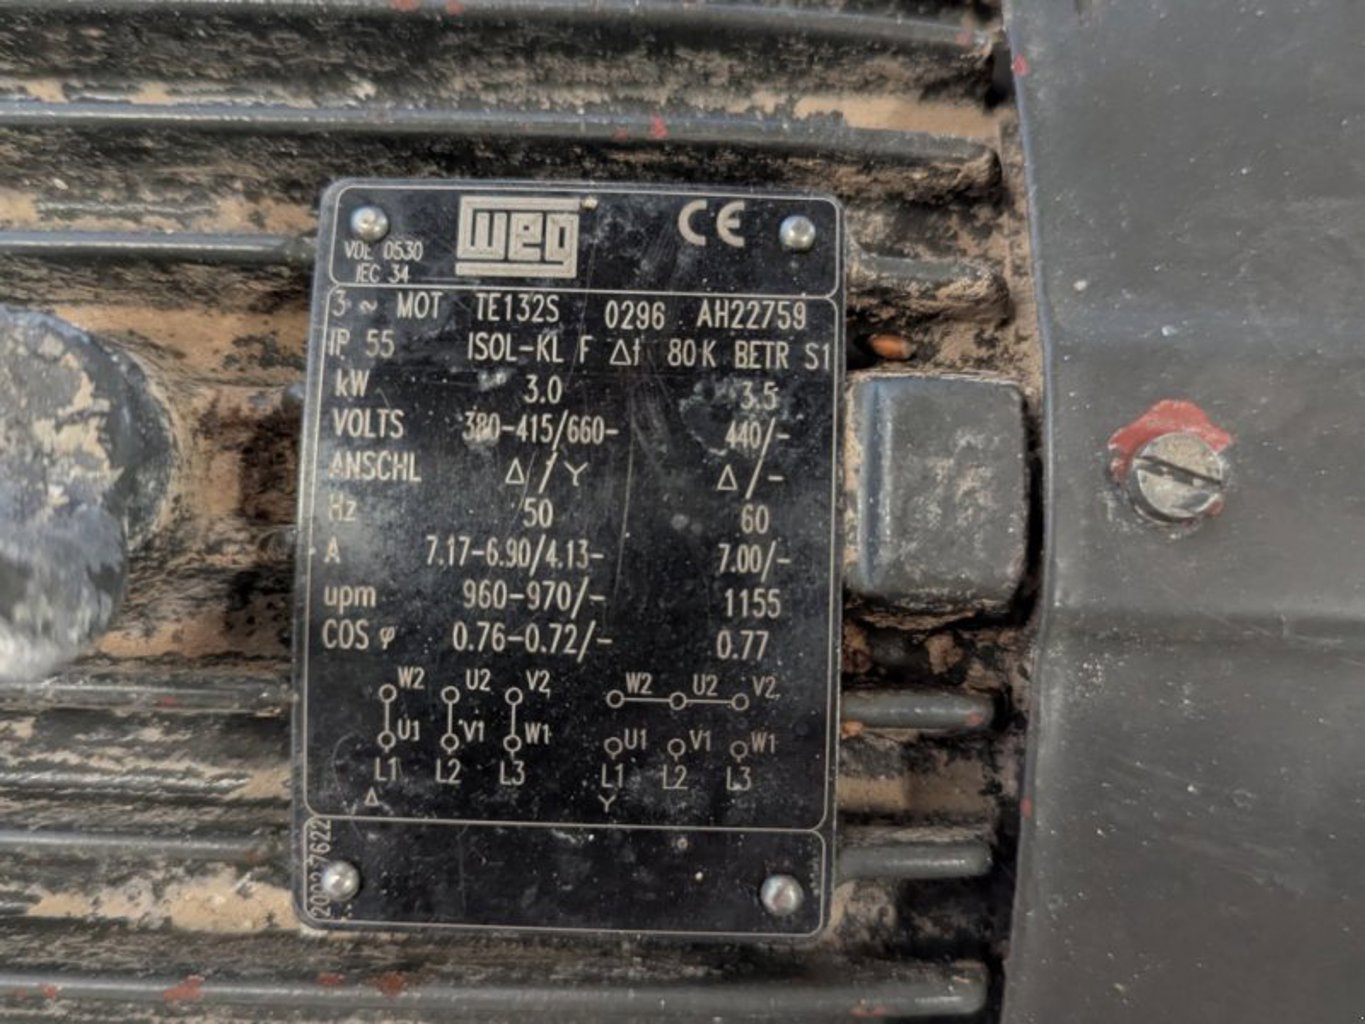 weg
CE
VDE 0530
IEC 34
3 ~ MOT TE132S 0296 AH22759
IP 55 ISOL-KL F Δt 80K BETR S1
kW 3.0 3.5
VOLTS 380-415/660- 440/-
ANSCHL Δ/Y Δ/-
Hz 50 60
A 7.17-6.90/4.13- 7.00/-
upm 960-970/- 1155
COS φ 0.76-0.72/- 0.77
W2 U2 V2 W2 U2 V2
U1 V1 W1 U1 V1 W1
L1 L2 L3 L1 L2 L3
Δ Y